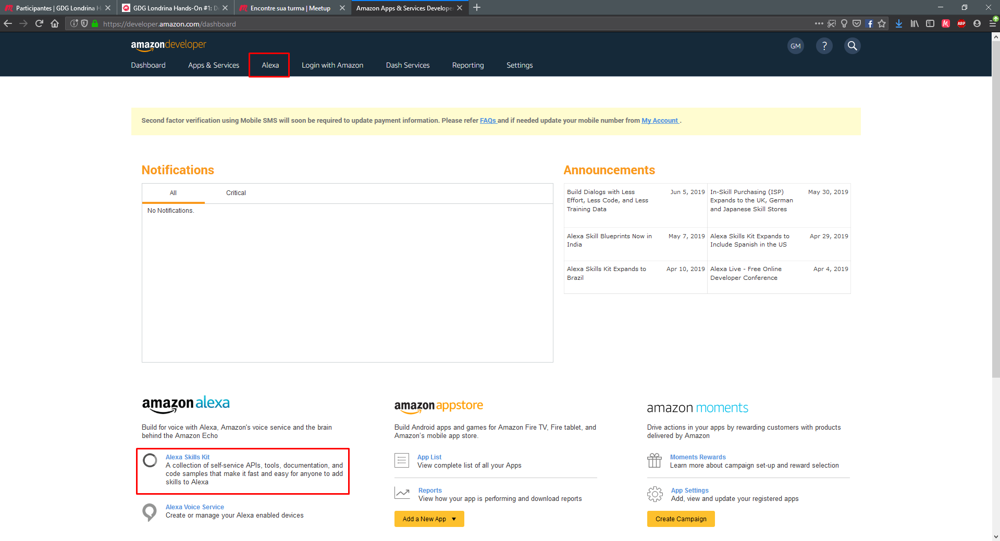 Participantes | GDG Londrina H
GDG Londrina Hands-On #1: D
Encontre sua turma | Meetup
Amazon Apps & Services Develope
https://developer.amazon.com/dashboard
ABP
amazondeveloper
GM
?
Dashboard
Apps & Services
Alexa
Login with Amazon
Dash Services
Reporting
Settings
Second factor verification using Mobile SMS will soon be required to update payment information. Please refer FAQs and if needed update your mobile number from My Account .
Notifications
All
Critical
No Notifications.
Announcements
Build Dialogs with Less
Effort, Less Code, and Less
Training Data
Jun 5, 2019
In-Skill Purchasing (ISP)
Expands to the UK, German
and Japanese Skill Stores
May 30, 2019
Alexa Skill Blueprints Now in
India
May 7, 2019
Alexa Skills Kit Expands to
Include Spanish in the US
Apr 29, 2019
Alexa Skills Kit Expands to
Brazil
Apr 10, 2019
Alexa Live - Free Online
Developer Conference
Apr 4, 2019
amazon alexa
Build for voice with Alexa, Amazon's voice service and the brain
behind the Amazon Echo
Alexa Skills Kit
A collection of self-service APIs, tools, documentation, and
code samples that make it fast and easy for anyone to add
skills to Alexa
Alexa Voice Service
Create or manage your Alexa enabled devices
amazon appstore
Build Android apps and games for Amazon Fire TV, Fire tablet, and
Amazon's mobile app store.
App List
View complete list of all your Apps
Reports
View how your app is performing and download reports
Add a New App
amazon moments
Drive actions in your apps by rewarding customers with products
delivered by Amazon
Moments Rewards
Learn more about campaign set-up and reward selection
App Settings
Add, view and update your registered apps
Create Campaign